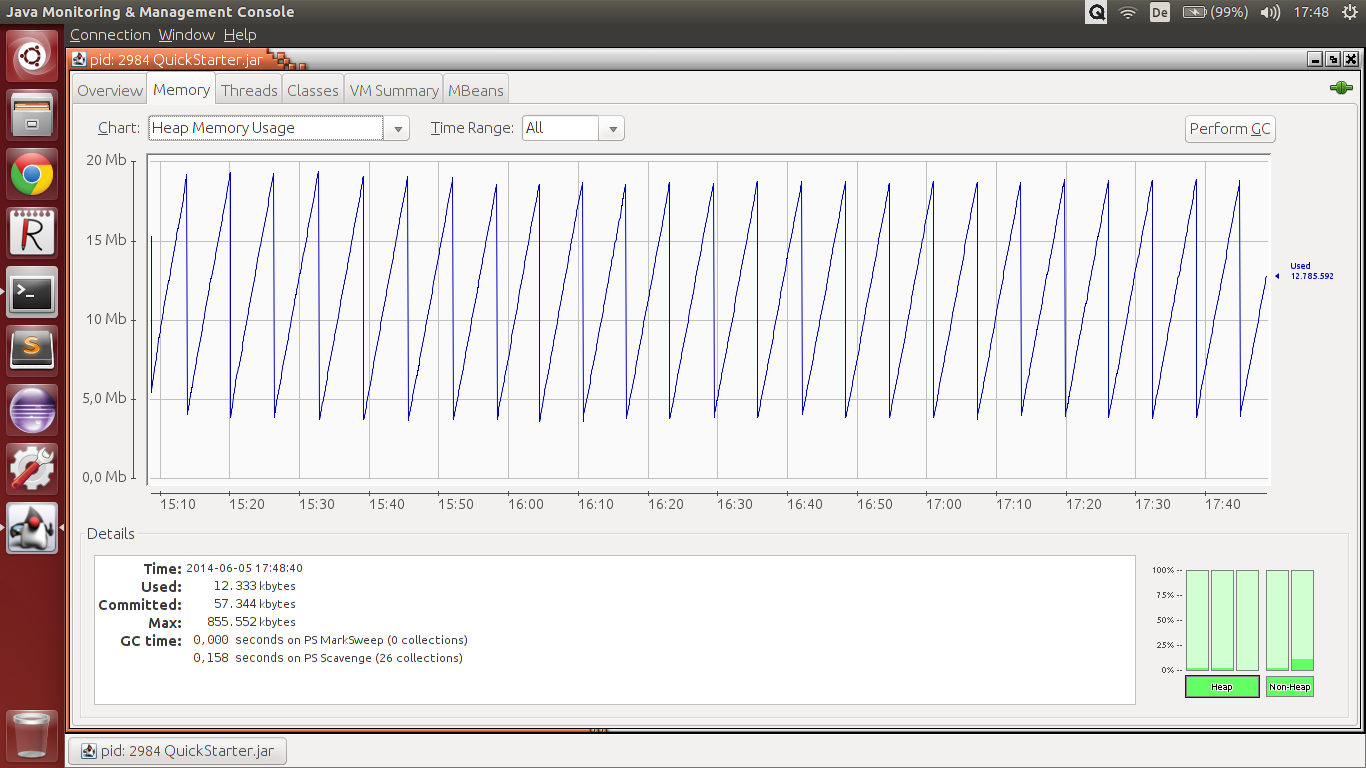 Java Monitoring & Management Console
Q De (99%) 17:48
Connection Window Help
pid: 2984 QuickStarter.jar
Overview Memory Threads Classes VM Summary MBeans
Chart: Heap Memory Usage Time Range: All Perform GC
20 Mb
15 Mb
10 Mb
5,0 Mb
0,0 Mb
Used
12.785.592
15:10 15:20 15:30 15:40 15:50 16:00 16:10 16:20 16:30 16:40 16:50 17:00 17:10 17:20 17:30 17:40
Details
Time: 2014-06-05 17:48:40
Used: 12.333 kbytes
Committed: 57.344 kbytes
Max: 855.552 kbytes
GC time: 0,000 seconds on PS MarkSweep (0 collections)
0,158 seconds on PS Scavenge (26 collections)
100% --
75% --
50% --
25% --
0% --
Heap Non-Heap
R
>_
S
pid: 2984 QuickStarter.jar